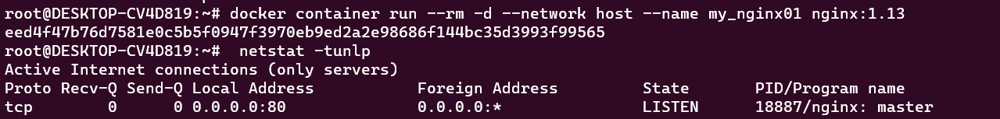 root@DESKTOP-CV4D819:~# docker container run --rm -d --network host --name my_nginx01 nginx:1.13
eed4f47b76d7581e0c5b5f0947f3970eb9ed2a2e98686f144bc35d3993f99565
root@DESKTOP-CV4D819:~#  netstat -tunlp
Active Internet connections (only servers)
Proto Recv-Q Send-Q Local Address           Foreign Address         State       PID/Program name
tcp        0      0 0.0.0.0:80              0.0.0.0:*               LISTEN      18887/nginx: master